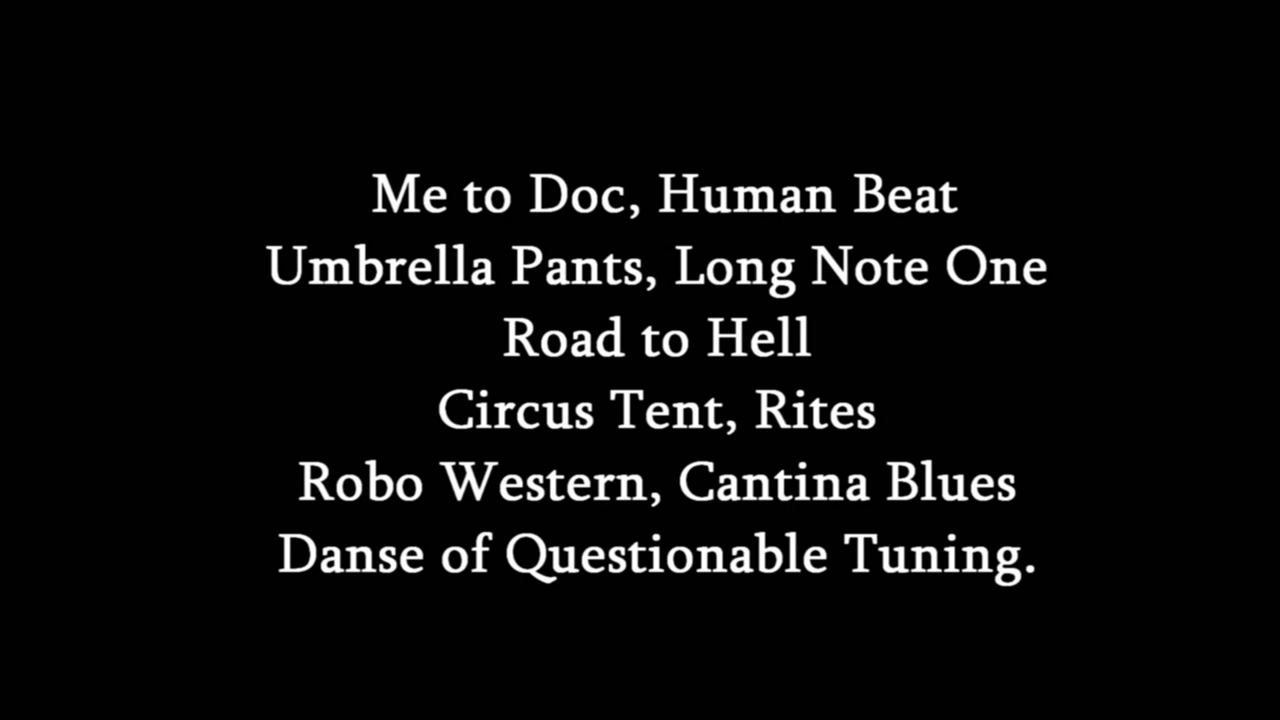 Me to Doc, Human Beat
Umbrella Pants, Long Note One
Road to Hell
Circus Tent, Rites
Robo Western, Cantina Blues
Danse of Questionable Tuning.